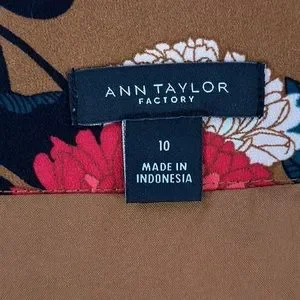 ANN TAYLOR
FACTORY
10
MADE IN
INDONESIA